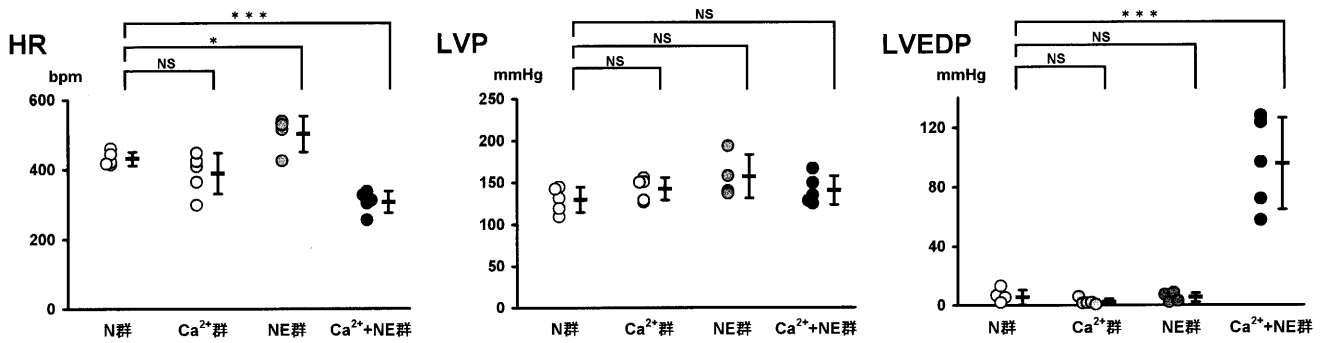 HR
bpm
* * *
*
NS
600
400
200
0
N群 Ca²⁺群 NE群 Ca²⁺+NE群
LVP
mmHg
NS
NS
NS
250
200
150
100
50
0
N群 Ca²⁺群 NE群 Ca²⁺+NE群
LVEDP
mmHg
* * *
NS
NS
120
80
40
0
N群 Ca²⁺群 NE群 Ca²⁺+NE群